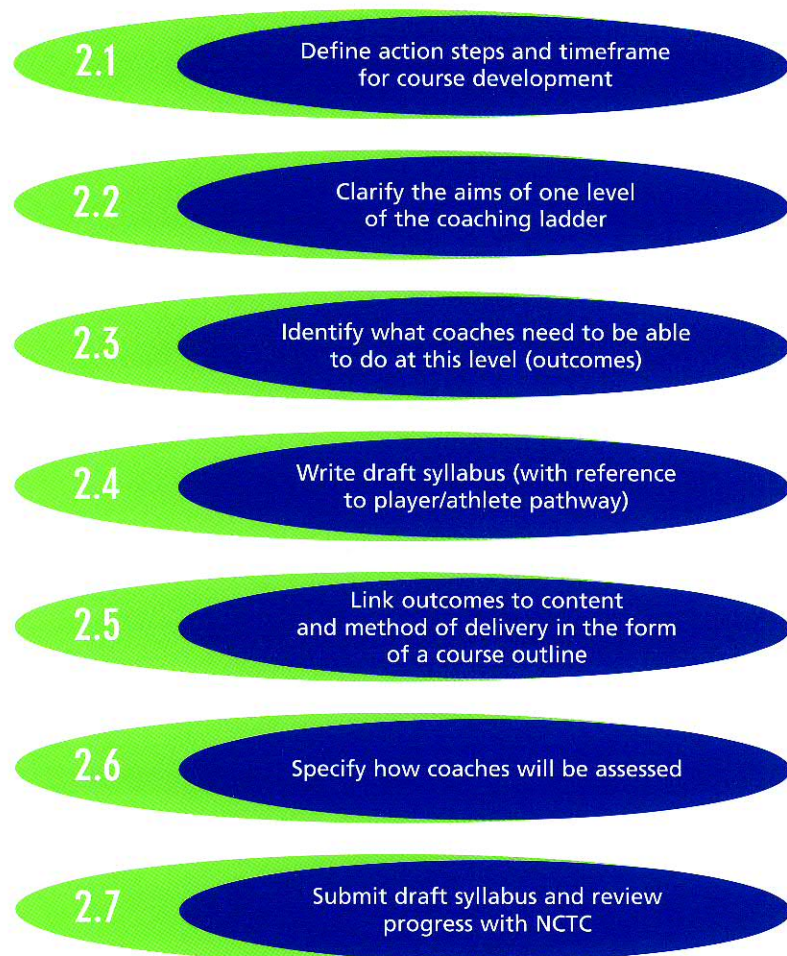 2.1
Define action steps and timeframe
for course development
2.2
Clarify the aims of one level
of the coaching ladder
2.3
Identify what coaches need to be able
to do at this level (outcomes)
2.4
Write draft syllabus (with reference
to player/athlete pathway)
2.5
Link outcomes to content
and method of delivery in the form
of a course outline
2.6
Specify how coaches will be assessed
2.7
Submit draft syllabus and review
progress with NCTC